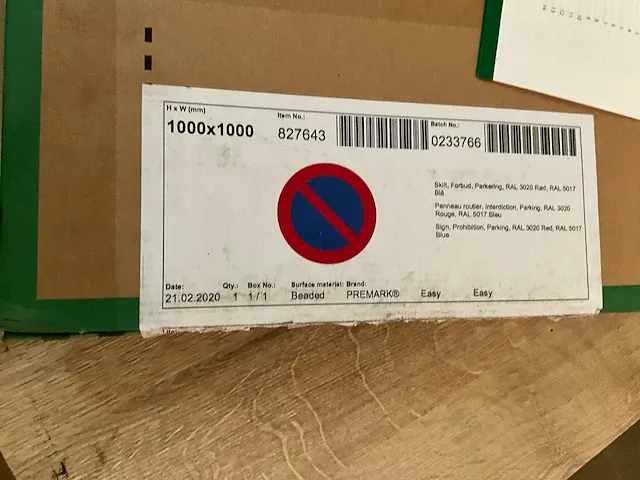 H x W (mm)
1000x1000
Item No.:
827643
Batch No.:
0233766
Skilt, Forbud, Parkering, RAL 3020 Rød, RAL 5017
Blå
Panneau routier, Interdiction, Parking, RAL 3020
Rouge, RAL 5017 Bleu
Sign, Prohibition, Parking, RAL 3020 Red, RAL 5017
Blue
Date: Qty.: Box No.: Surface material: Brand:
21.02.2020 1 1 / 1 Beaded PREMARK® Easy Easy